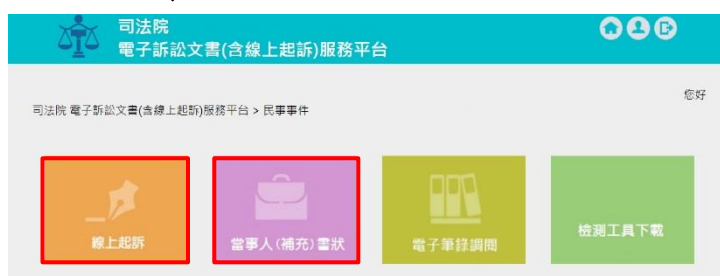 司法院
電子訴訟文書(含線上起訴)服務平台
您好
司法院 電子訴訟文書(含線上起訴)服務平台 > 民事事件
線上起訴
當事人(補充)書狀
電子筆錄調閱
檢測工具下載